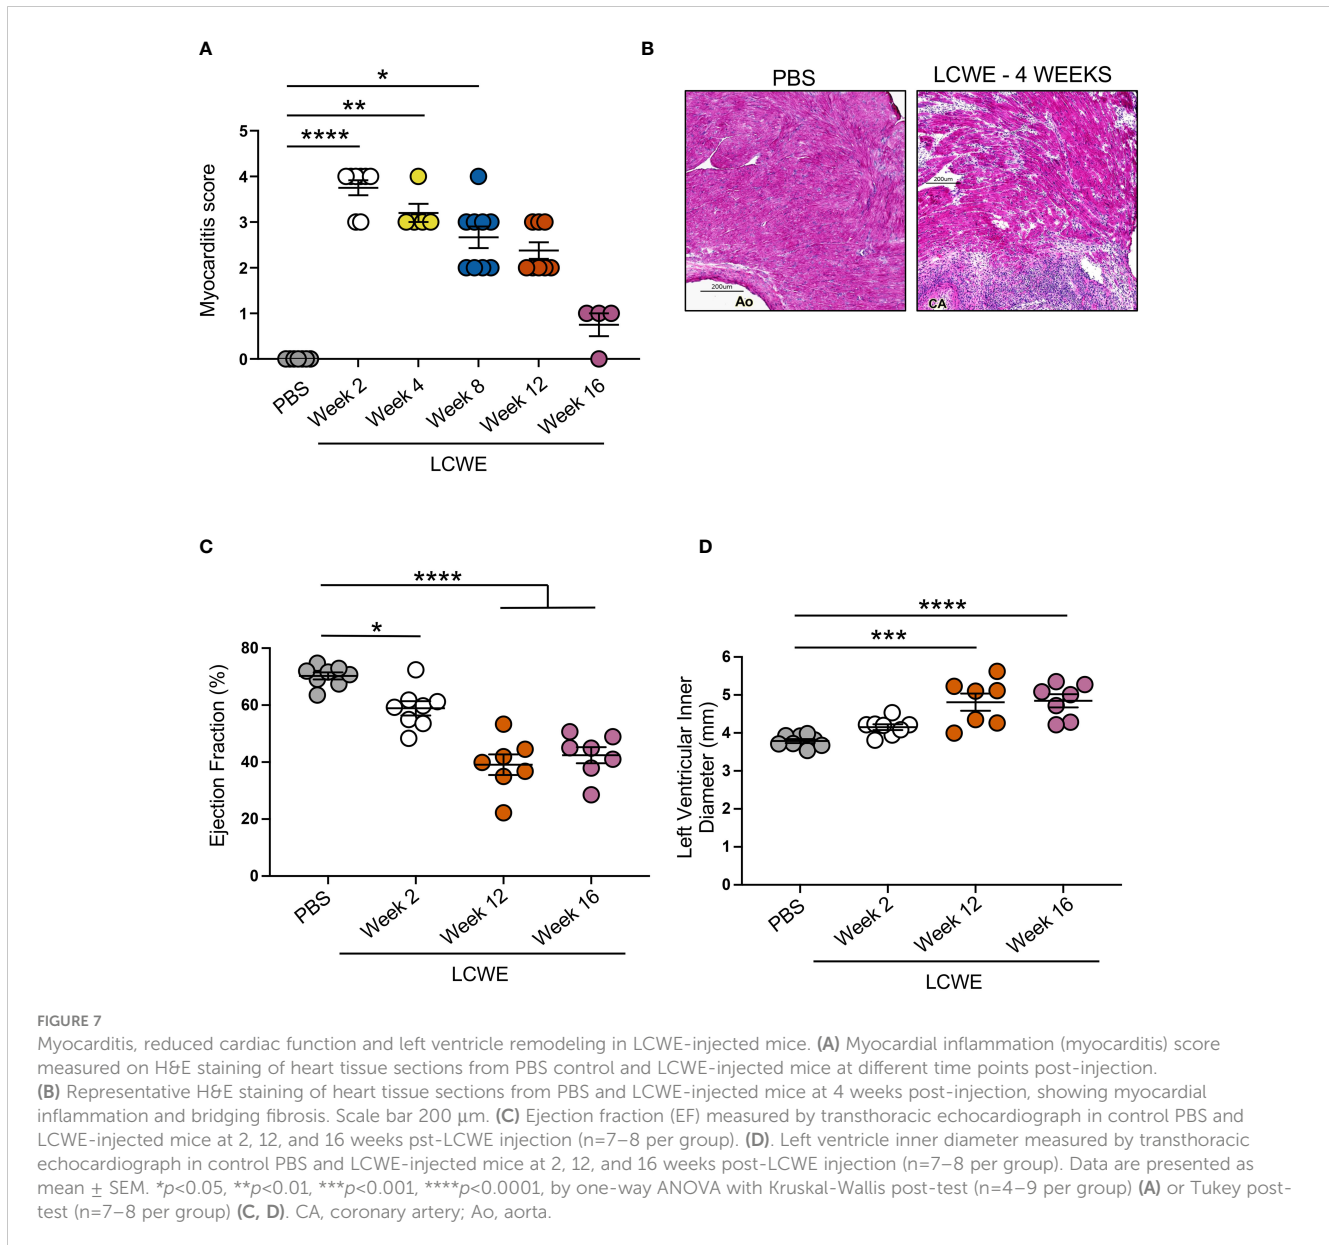 A
B
PBS
LCWE - 4 WEEKS
*
**
****
5
4
3
2
1
0
Myocarditis score
200um
Ao
200um
CA
PBS
Week 2
Week 4
Week 8
Week 12
Week 16
LCWE
C
D
****
*
80
60
40
20
0
Ejection Fraction (%)
PBS
Week 2
Week 12
Week 16
LCWE
****
***
6
5
4
3
2
1
0
Left Ventricular Inner
Diameter (mm)
PBS
Week 2
Week 12
Week 16
LCWE
FIGURE 7
Myocarditis, reduced cardiac function and left ventricle remodeling in LCWE-injected mice. (A) Myocardial inflammation (myocarditis) score
measured on H&E staining of heart tissue sections from PBS control and LCWE-injected mice at different time points post-injection.
(B) Representative H&E staining of heart tissue sections from PBS and LCWE-injected mice at 4 weeks post-injection, showing myocardial
inflammation and bridging fibrosis. Scale bar 200 μm. (C) Ejection fraction (EF) measured by transthoracic echocardiograph in control PBS and
LCWE-injected mice at 2, 12, and 16 weeks pst-LCWE injection (n=7–8 per group). (D). Left ventricle inner diameter measured by transthoracic
echocardiograph in control PBS and LCWE-injected mice at 2, 12, and 16 weeks post-LCWE injection (n=7–8 per group). Data are presented as
mean ± SEM. *p<0.05, **p<0.01, ***p<0.001, ****p<0.0001, by one-way ANOVA with Kruskal-Wallis post-test (n=4–9 per group) (A) or Tukey post-
test (n=7–8 per group) (C, D). CA, coronary artery; Ao, aorta.